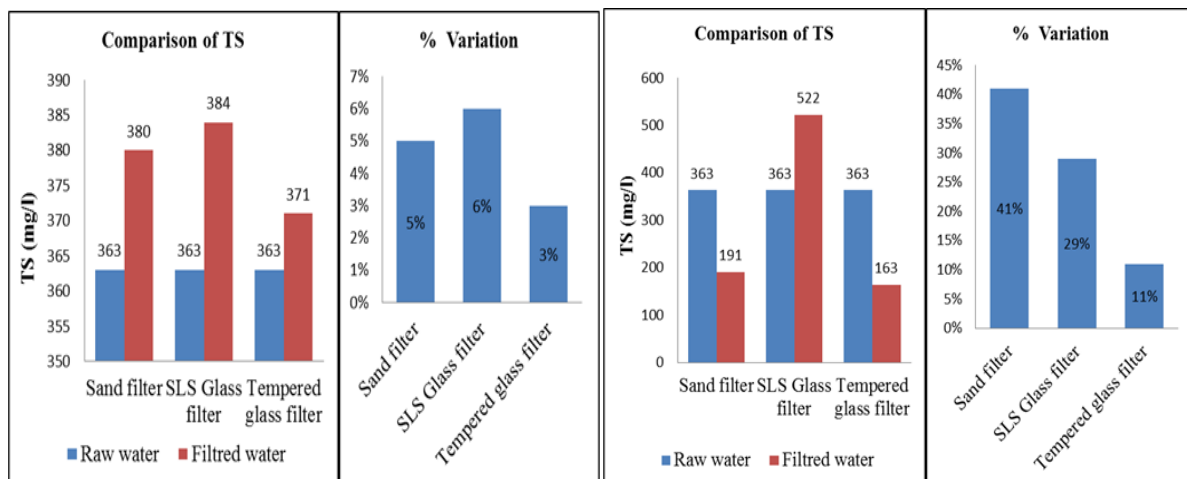 Comparison of TS
390
385
380
375
370
365
360
355
350
TS (mg/l)
363
380
363
384
363
371
Sand filter
SLS Glass
filter
Tempered
glass filter
Raw water
Filtred water
% Variation
7%
6%
5%
4%
3%
2%
1%
0%
5%
6%
3%
Sand filter
SLS Glass filter
Tempered glass filter
Comparison of TS
600
500
400
300
200
100
0
TS (mg/l)
363
191
363
522
363
163
Sand filter
SLS Glass
filter
Tempered
glass filter
Raw water
Filtred water
% Variation
45%
40%
35%
30%
25%
20%
15%
10%
5%
0%
41%
29%
11%
Sand filter
SLS Glass filter
Tempered glass filter